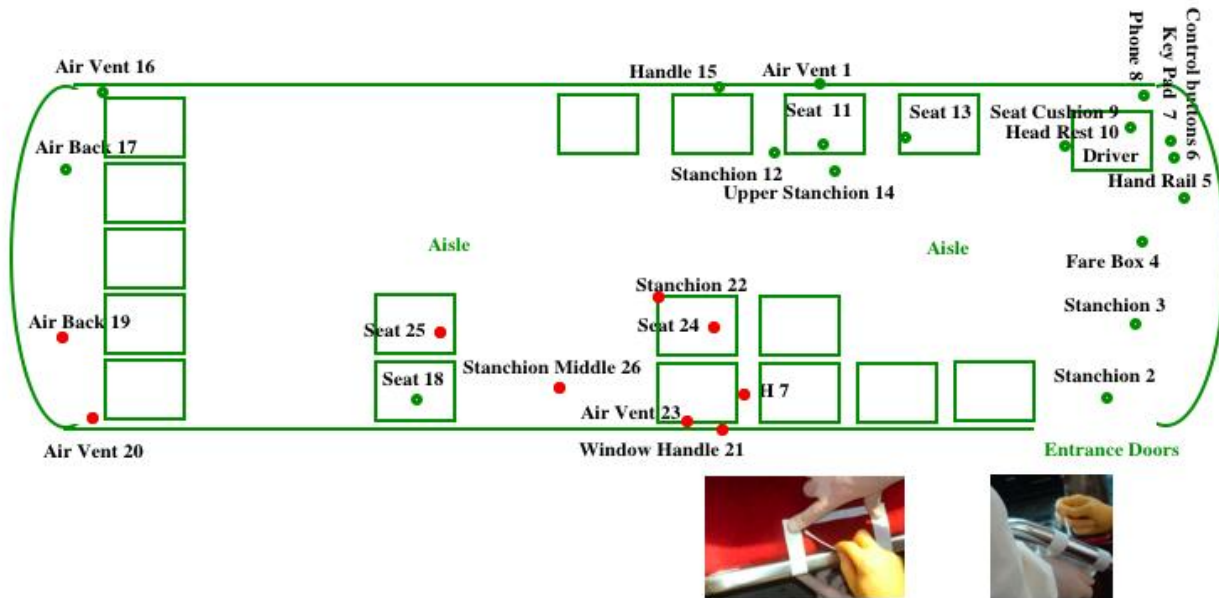 Air Vent 16
Handle 15
Air Vent 1
Phone 8
Key Pad 7
Control buttons 6
Seat 11
Seat 13
Seat Cushion 9
Head Rest 10
Air Back 17
Driver
Stanchion 12
Hand Rail 5
Upper Stanchion 14
Aisle
Aisle
Fare Box 4
Stanchion 22
Stanchion 3
Air Back 19
Seat 25
Seat 24
Stanchion Middle 26
Seat 18
Stanchion 2
H 7
Air Vent 23
Air Vent 20
Window Handle 21
Entrance Doors